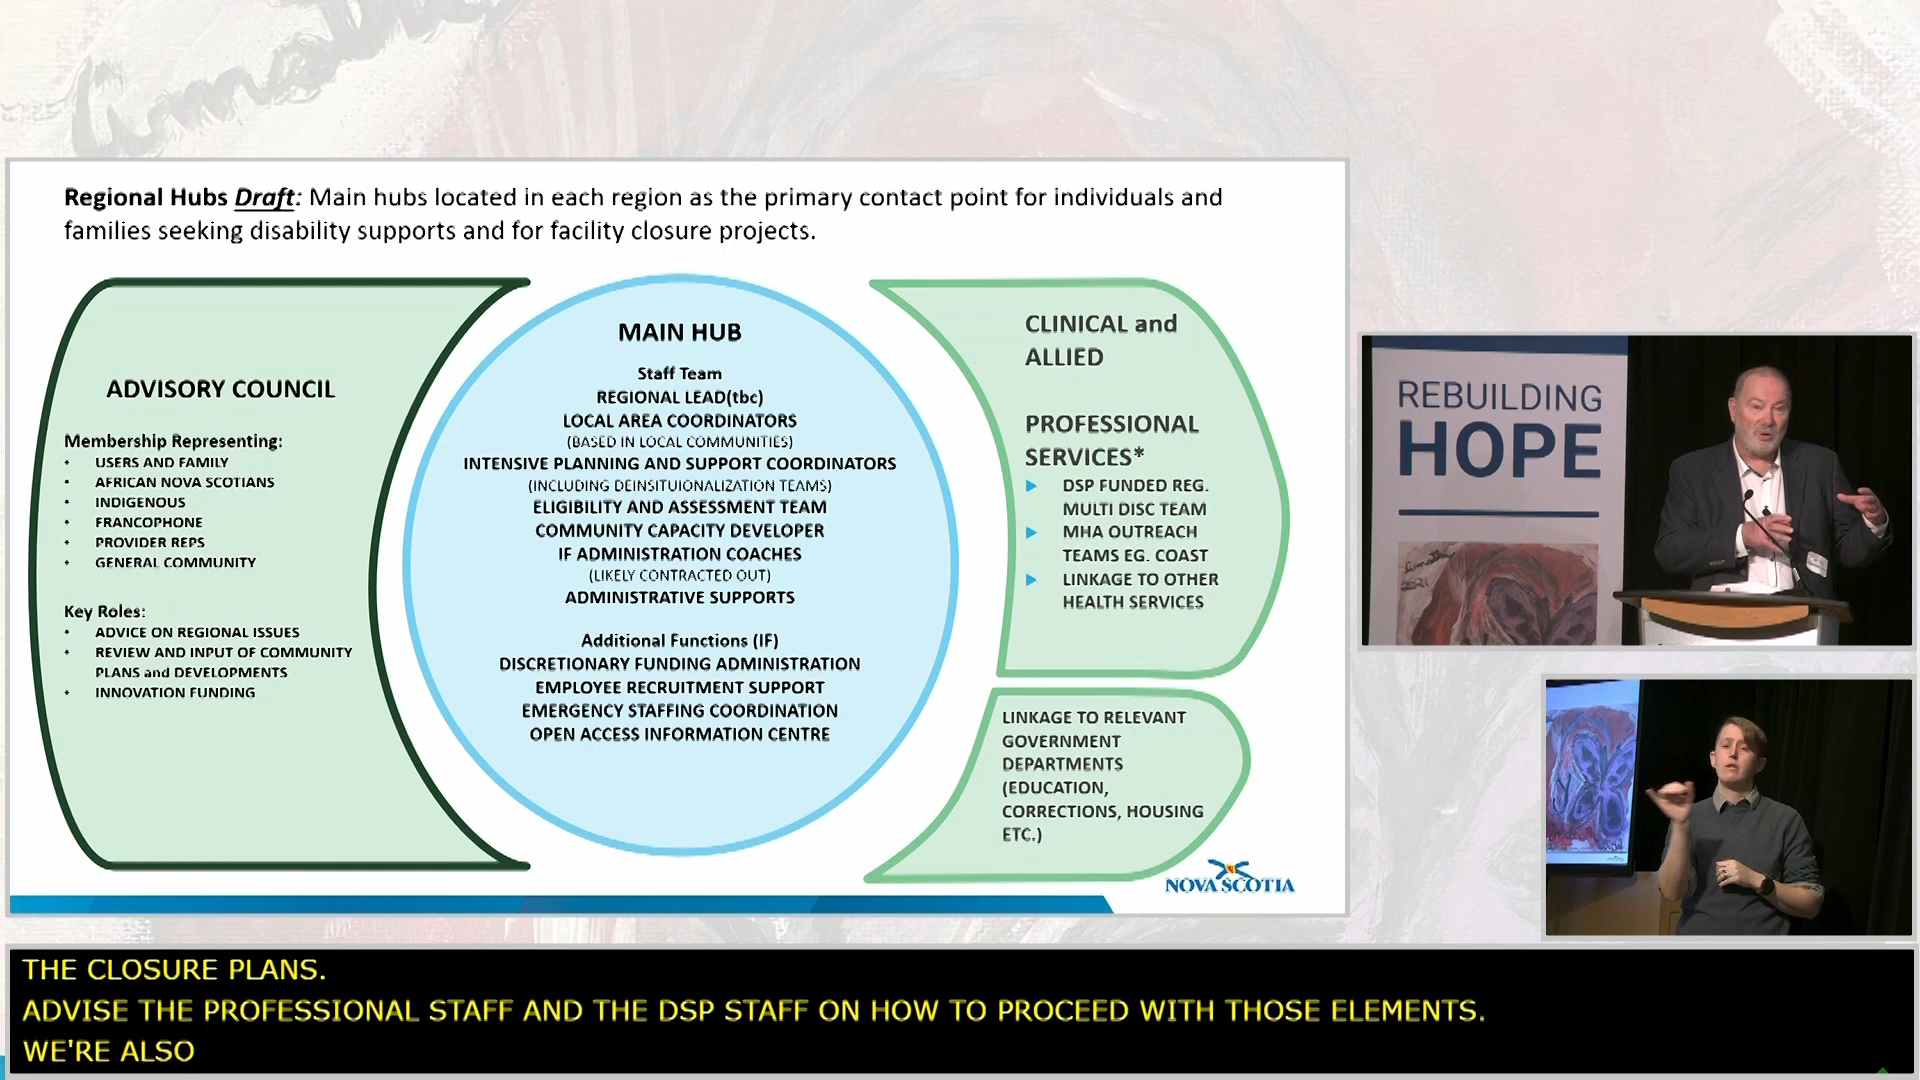 Regional Hubs Draft: Main hubs located in each region as the primary contact point for individuals and
families seeking disability supports and for facility closure projects.
ADVISORY COUNCIL
Membership Representing:
• USERS AND FAMILY
• AFRICAN NOVA SCOTIANS
• INDIGENOUS
• FRANCOPHONE
• PROVIDER REPS
• GENERAL COMMUNITY
Key Roles:
• ADVICE ON REGIONAL ISSUES
• REVIEW AND INPUT OF COMMUNITY
PLANS and DEVELOPMENTS
• INNOVATION FUNDING
MAIN HUB
Staff Team
REGIONAL LEAD(tbc)
LOCAL AREA COORDINATORS
(BASED IN LOCAL COMMUNITIES)
INTENSIVE PLANNING AND SUPPORT COORDINATORS
(INCLUDING DEINSITUIONALIZATION TEAMS)
ELIGIBILITY AND ASSESSMENT TEAM
COMMUNITY CAPACITY DEVELOPER
IF ADMINISTRATION COACHES
(LIKELY CONTRACTED OUT)
ADMINISTRATIVE SUPPORTS
Additional Functions (IF)
DISCRETIONARY FUNDING ADMINISTRATION
EMPLOYEE RECRUITMENT SUPPORT
EMERGENCY STAFFING COORDINATION
OPEN ACCESS INFORMATION CENTRE
CLINICAL and
ALLIED
PROFESSIONAL
SERVICES*
DSP FUNDED REG.
MULTI DISC TEAM
MHA OUTREACH
TEAMS EG. COAST
LINKAGE TO OTHER
HEALTH SERVICES
LINKAGE TO RELEVANT
GOVERNMENT
DEPARTMENTS
(EDUCATION,
CORRECTIONS, HOUSING
ETC.)
NOVA SCOTIA
REBUILDING
HOPE
THE CLOSURE PLANS.
ADVISE THE PROFESSIONAL STAFF AND THE DSP STAFF ON HOW TO PROCEED WITH THOSE ELEMENTS.
WE'RE ALSO